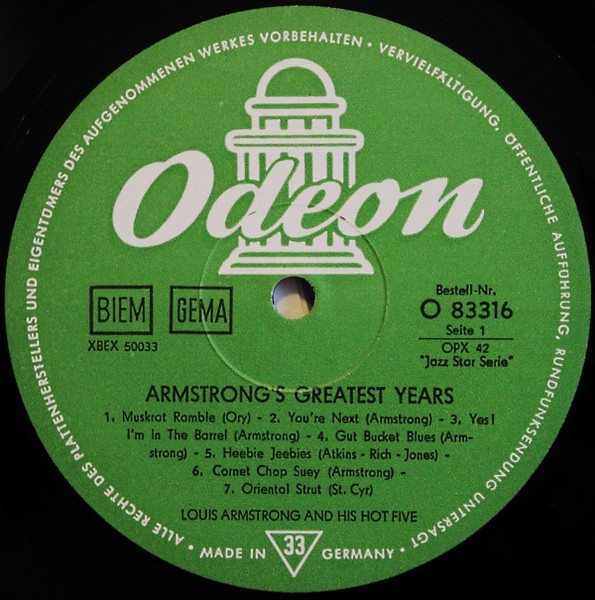 ALLE RECHTE DES PLATTENHERSTELLERS UND EIGENTÜMERS DES AUFGENOMMENEN WERKES VORBEHALTEN · VERVIELFÄLTIGUNG, ÖFFENTLICHE AUFFÜHRUNG, RUNDFUNKSENDUNG UNTERSAGT ·
Odeon
BIEM GEMA
XBEX 50033
Bestell-Nr.
O 83316
Seite 1
OPX 42
"Jazz Star Serie"
ARMSTRONG'S GREATEST YEARS
1. Muskrat Ramble (Ory) - 2. You're Next (Armstrong) - 3. Yes!
I'm In The Barrel (Armstrong) - 4. Gut Bucket Blues (Arm-
strong) - 5. Heebie Jeebies (Atkins - Rich - Jones) -
6. Cornet Chop Suey (Armstrong) -
7. Oriental Strut (St. Cyr)
LOUIS ARMSTRONG AND HIS HOT FIVE
· MADE IN 33 GERMANY ·